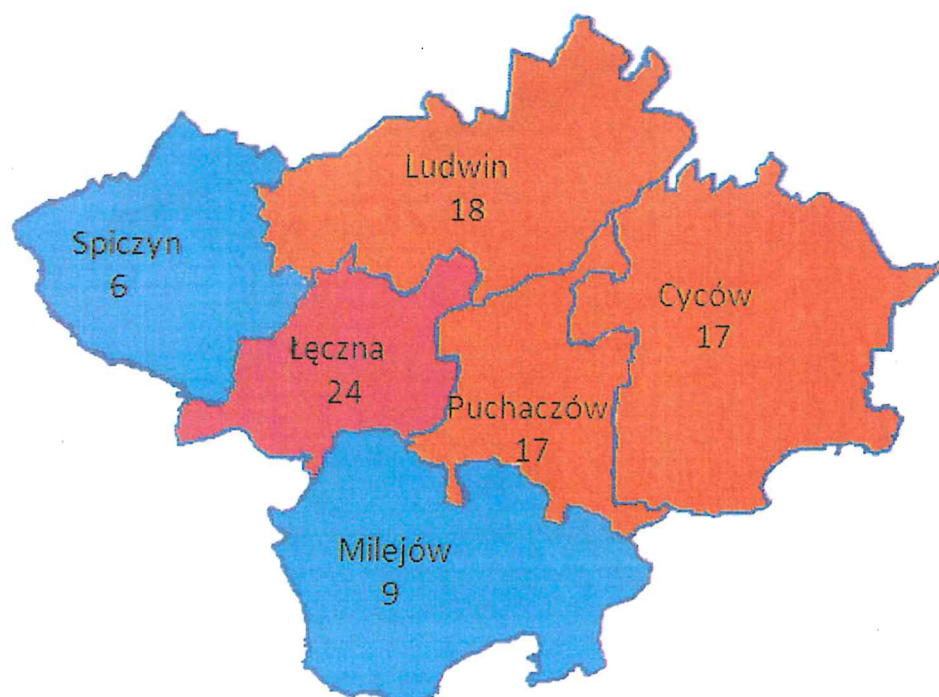 Ludwin
18
Spiczyn
6
Cyców
17
Łęczna
24
Puchaczów
17
Milejów
9